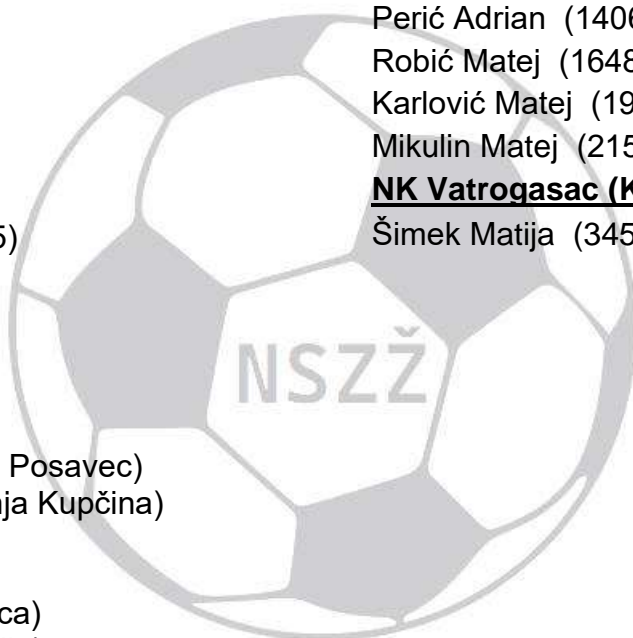 Perić Adrian (1406
Robić Matej (1648
Karlović Matej (19
Mikulin Matej (215
NK Vatrogasac (K
Šimek Matija (345
5)
NSZŽ
Posavec)
nja Kupčina)
ca)